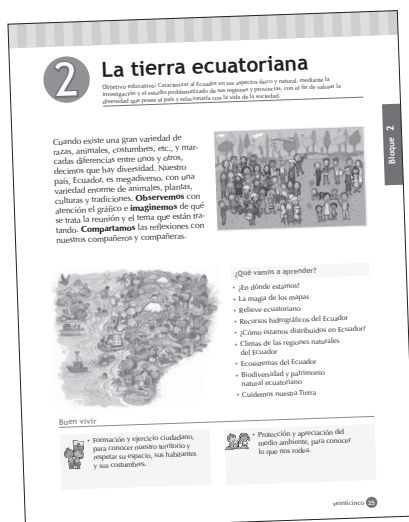 2
La tierra ecuatoriana
Objetivo educativo: Caracterizar al Ecuador en sus aspectos físico y natural, mediante la
investigación y el estudio problematizado de sus regiones y provincias, con el fin de valorar la
diversidad que posee el país y relacionarla con la vida de la sociedad.
Bloque 2
Cuando existe una gran variedad de
razas, animales, costumbres, etc., y mar-
cadas diferencias entre unos y otros,
decimos que hay diversidad. Nuestro
país, Ecuador, es megadiverso, con una
variedad enorme de animales, plantas,
culturas y tradiciones. Observemos con
atención el gráfico e imaginemos de qué
se trata la reunión y el tema que están tra-
tando. Compartamos las reflexiones con
nuestros compañeros y compañeras.
¿Qué vamos a aprender?
• ¿En dónde estamos?
• La magia de los mapas
• Relieve ecuatoriano
• Recursos hidrográficos del Ecuador
• ¿Cómo estamos distribuidos en Ecuador?
• Climas de las regiones naturales
del Ecuador
• Ecosistemas del Ecuador
• Biodiversidad y patrimonio
natural ecuatoriano
• Cuidemos nuestra Tierra
Buen vivir
• Formación y ejercicio ciudadano,
para conocer nuestro territorio y
respetar su espacio, sus habitantes
y sus costumbres.
• Protección y apreciación del
medio ambiente, para conocer
lo que nos rodea.
veinticinco 25